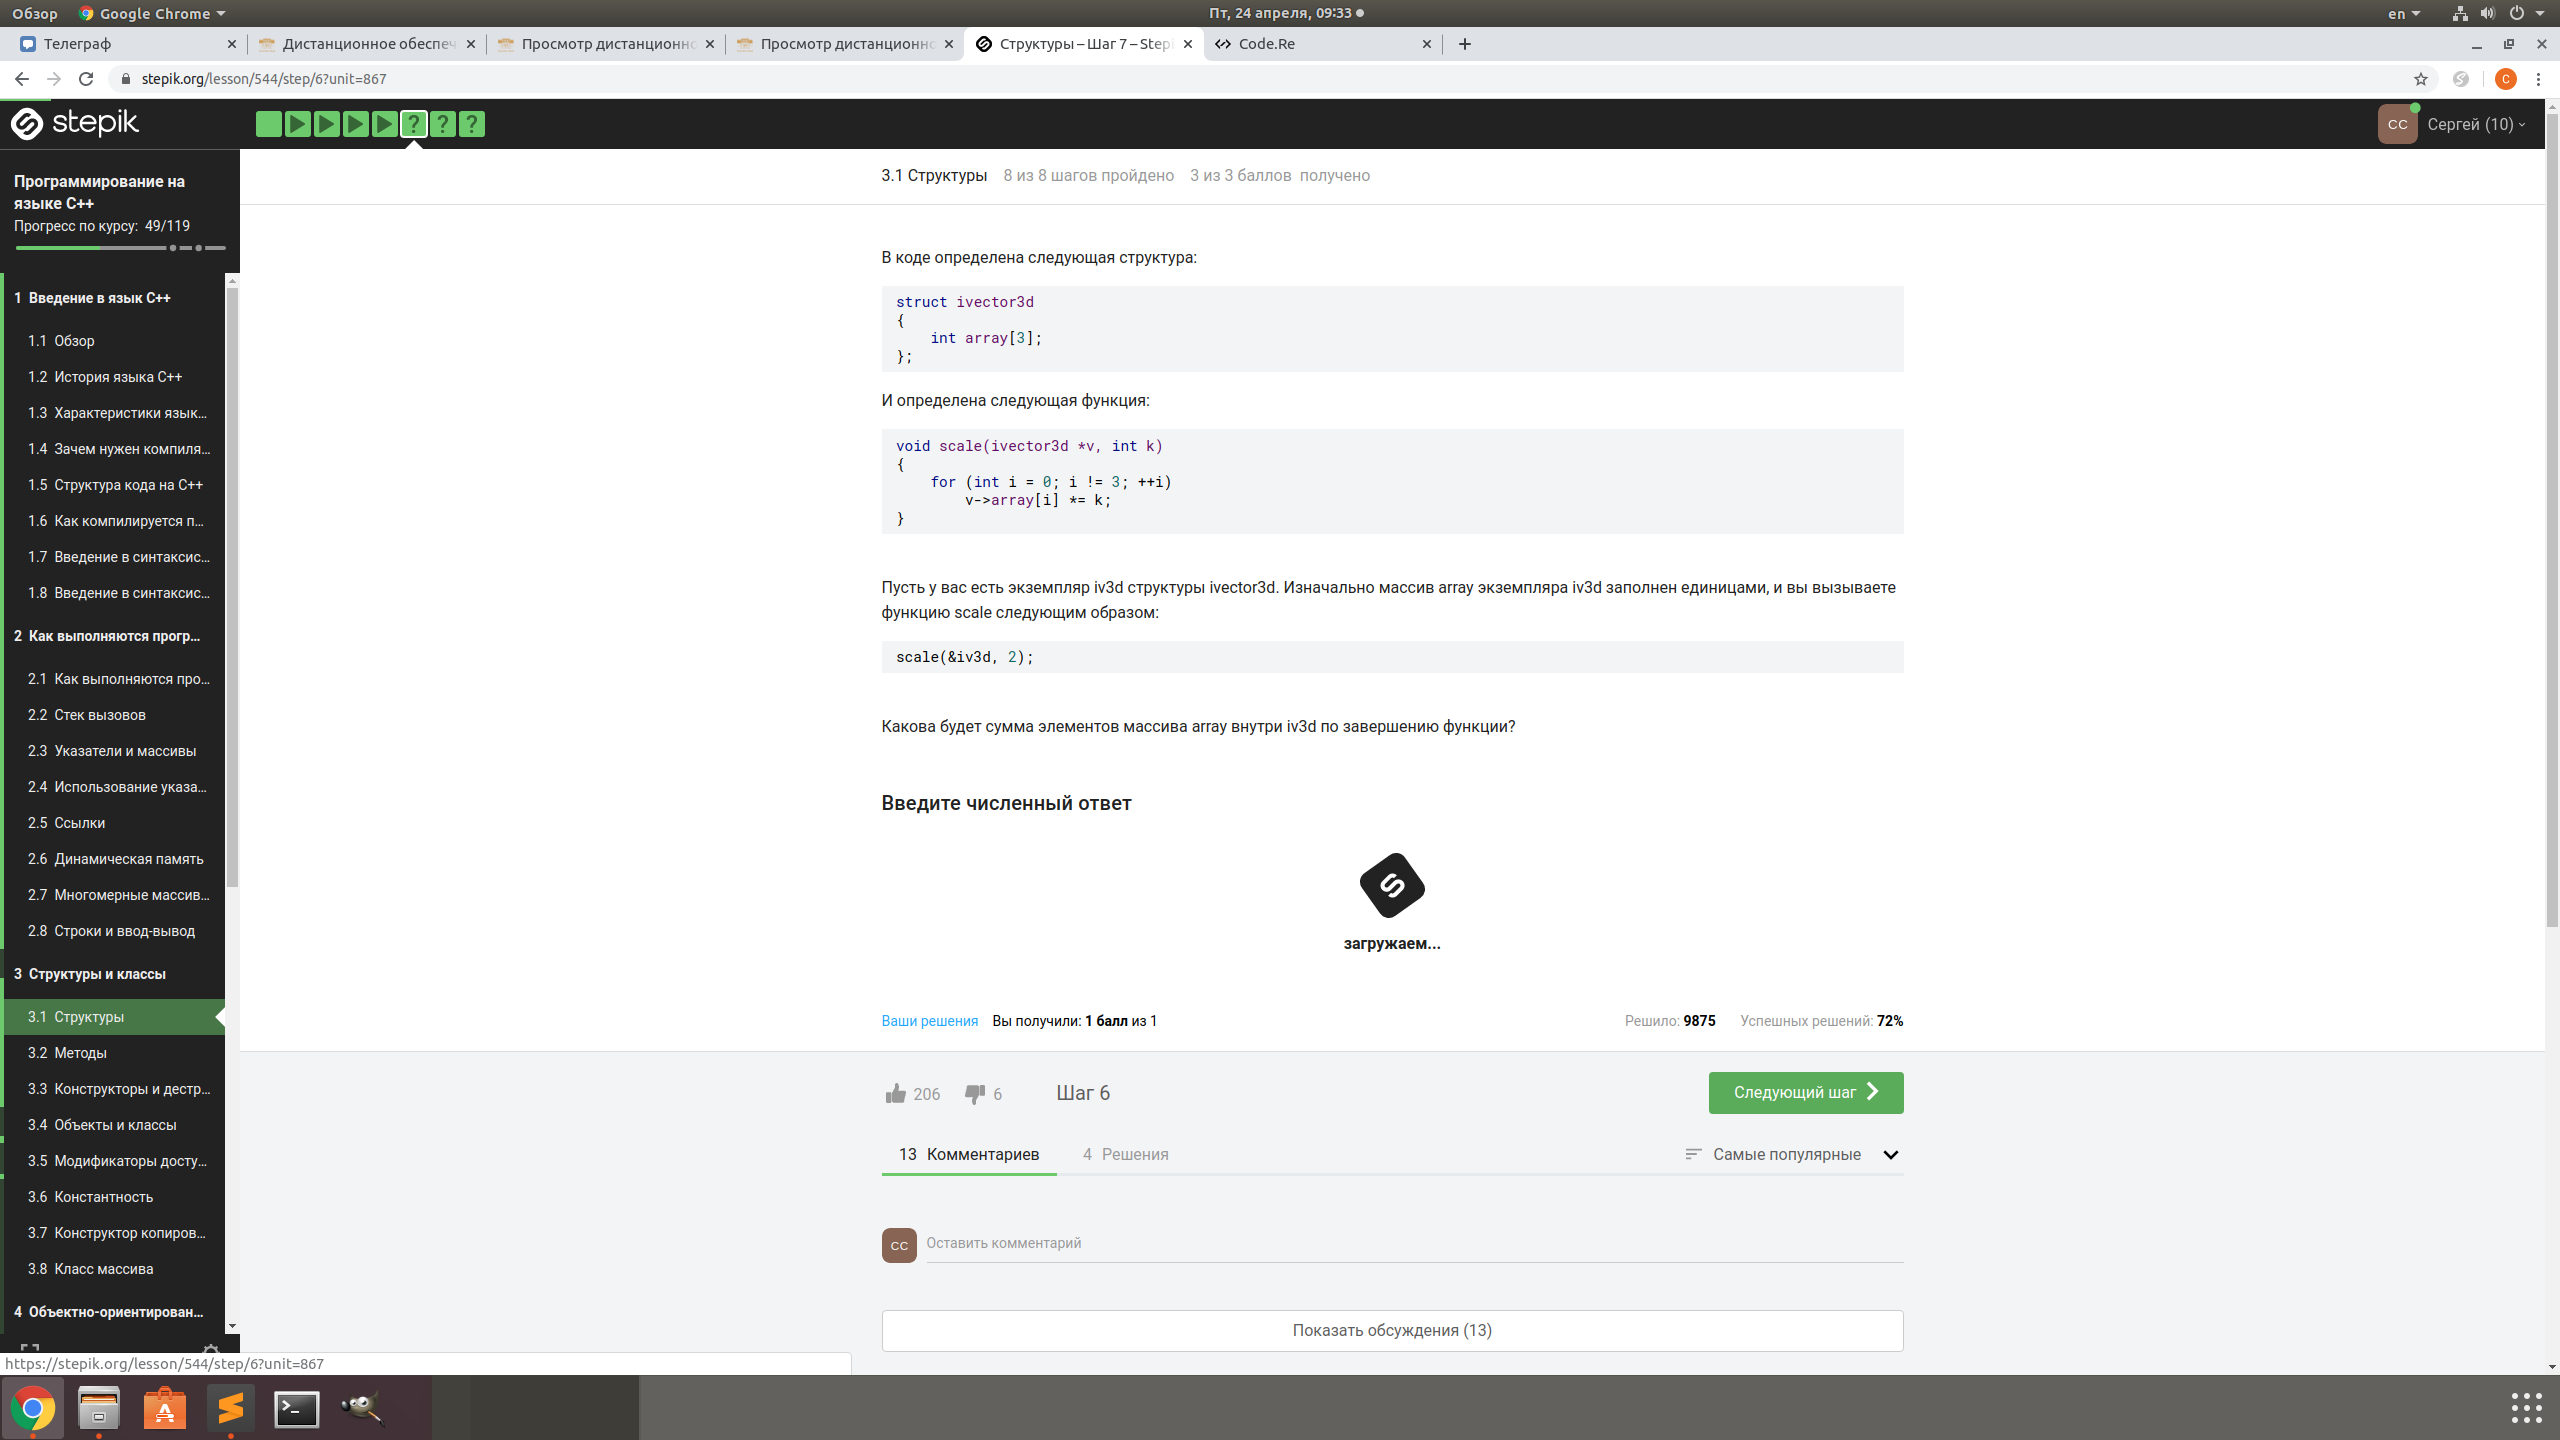 Обзор Google Chrome Пт, 24 апреля, 09:33 en
Телеграф Дистанционное обеспеч Просмотр дистанционно Просмотр дистанционно Структуры – Шаг 7 – Stepi Code.Re
stepik.org/lesson/544/step/6?unit=867 C
stepik ? ? ? CC Сергей (10)
Программирование на
языке C++
Прогресс по курсу: 49/119
1 Введение в язык C++
1.1 Обзор
1.2 История языка C++
1.3 Характеристики язык...
1.4 Зачем нужен компиля...
1.5 Структура кода на C++
1.6 Как компилируется п...
1.7 Введение в синтаксис...
1.8 Введение в синтаксис...
2 Как выполняются прогр...
2.1 Как выполняются про...
2.2 Стек вызовов
2.3 Указатели и массивы
2.4 Использование указа...
2.5 Ссылки
2.6 Динамическая память
2.7 Многомерные массив...
2.8 Строки и ввод-вывод
3 Структуры и классы
3.1 Структуры
3.2 Методы
3.3 Конструкторы и дестр...
3.4 Объекты и классы
3.5 Модификаторы досту...
3.6 Константность
3.7 Конструктор копиров...
3.8 Класс массива
4 Объектно-ориентирован...
3.1 Структуры 8 из 8 шагов пройдено 3 из 3 баллов получено
В коде определена следующая структура:
struct ivector3d
{
    int array[3];
};
И определена следующая функция:
void scale(ivector3d *v, int k)
{
    for (int i = 0; i != 3; ++i)
        v->array[i] *= k;
}
Пусть у вас есть экземпляр iv3d структуры ivector3d. Изначально массив array экземпляра iv3d заполнен единицами, и вы вызываете
функцию scale следующим образом:
scale(&iv3d, 2);
Какова будет сумма элементов массива array внутри iv3d по завершению функции?
Введите численный ответ
загружаем...
Ваши решения Вы получили: 1 балл из 1 Решило: 9875 Успешных решений: 72%
206 6 Шаг 6 Следующий шаг
13 Комментариев 4 Решения Самые популярные
CC Оставить комментарий
Показать обсуждения (13)
https://stepik.org/lesson/544/step/6?unit=867